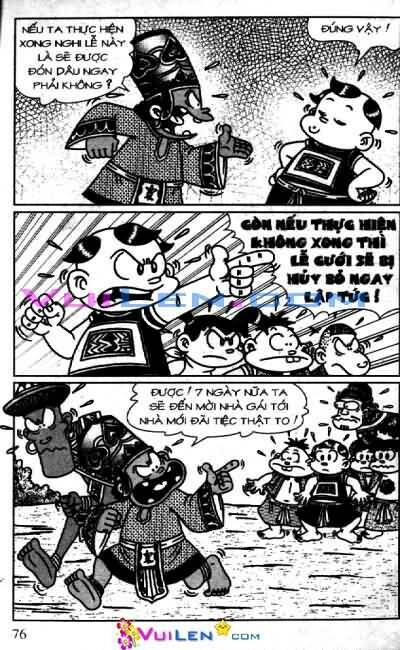 NẾU TA THỰC HIỆN
XONG NGHI LỄ NÀY
LÀ SẼ ĐƯỢC
ĐÓN DÂU NGAY
PHẢI KHÔNG?
ĐÚNG VẬY!
CÒN NẾU THỰC HIỆN
KHÔNG XONG THÌ
LỄ CƯỚI SẼ BỊ
HỦY BỎ NGAY
LẬP TỨC!
VUILEN.COM
ĐƯỢC! 7 NGÀY NỮA TA
SẼ ĐẾN MỜI NHÀ GÁI TỚI
NHÀ MỚI ĐÃI TIỆC THẬT TO!
76
VUILEN.COM